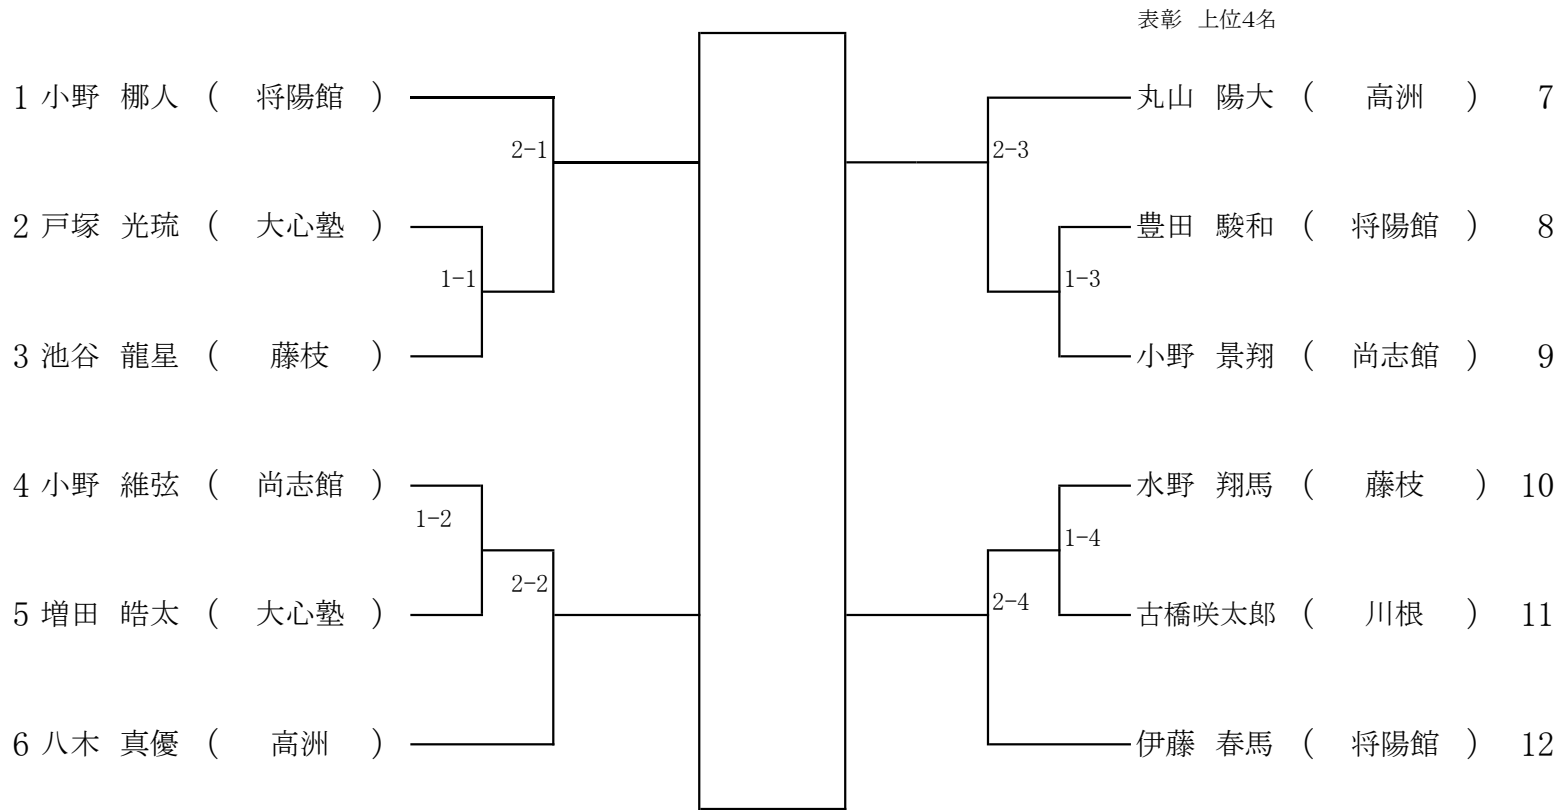 表彰 上位4名
1 小野 梛人 ( 将陽館 )
2-1
2 戸塚 光琉 ( 大心塾 )
1-1
3 池谷 龍星 ( 藤枝 )
4 小野 維弦 ( 尚志館 )
1-2
2-2
5 増田 皓太 ( 大心塾 )
6 八木 真優 ( 高洲 )
丸山 陽大 ( 高洲 ) 7
2-3
豊田 駿和 ( 将陽館 ) 8
1-3
小野 景翔 ( 尚志館 ) 9
水野 翔馬 ( 藤枝 ) 10
1-4
2-4
古橋咲太郎 ( 川根 ) 11
伊藤 春馬 ( 将陽館 ) 12